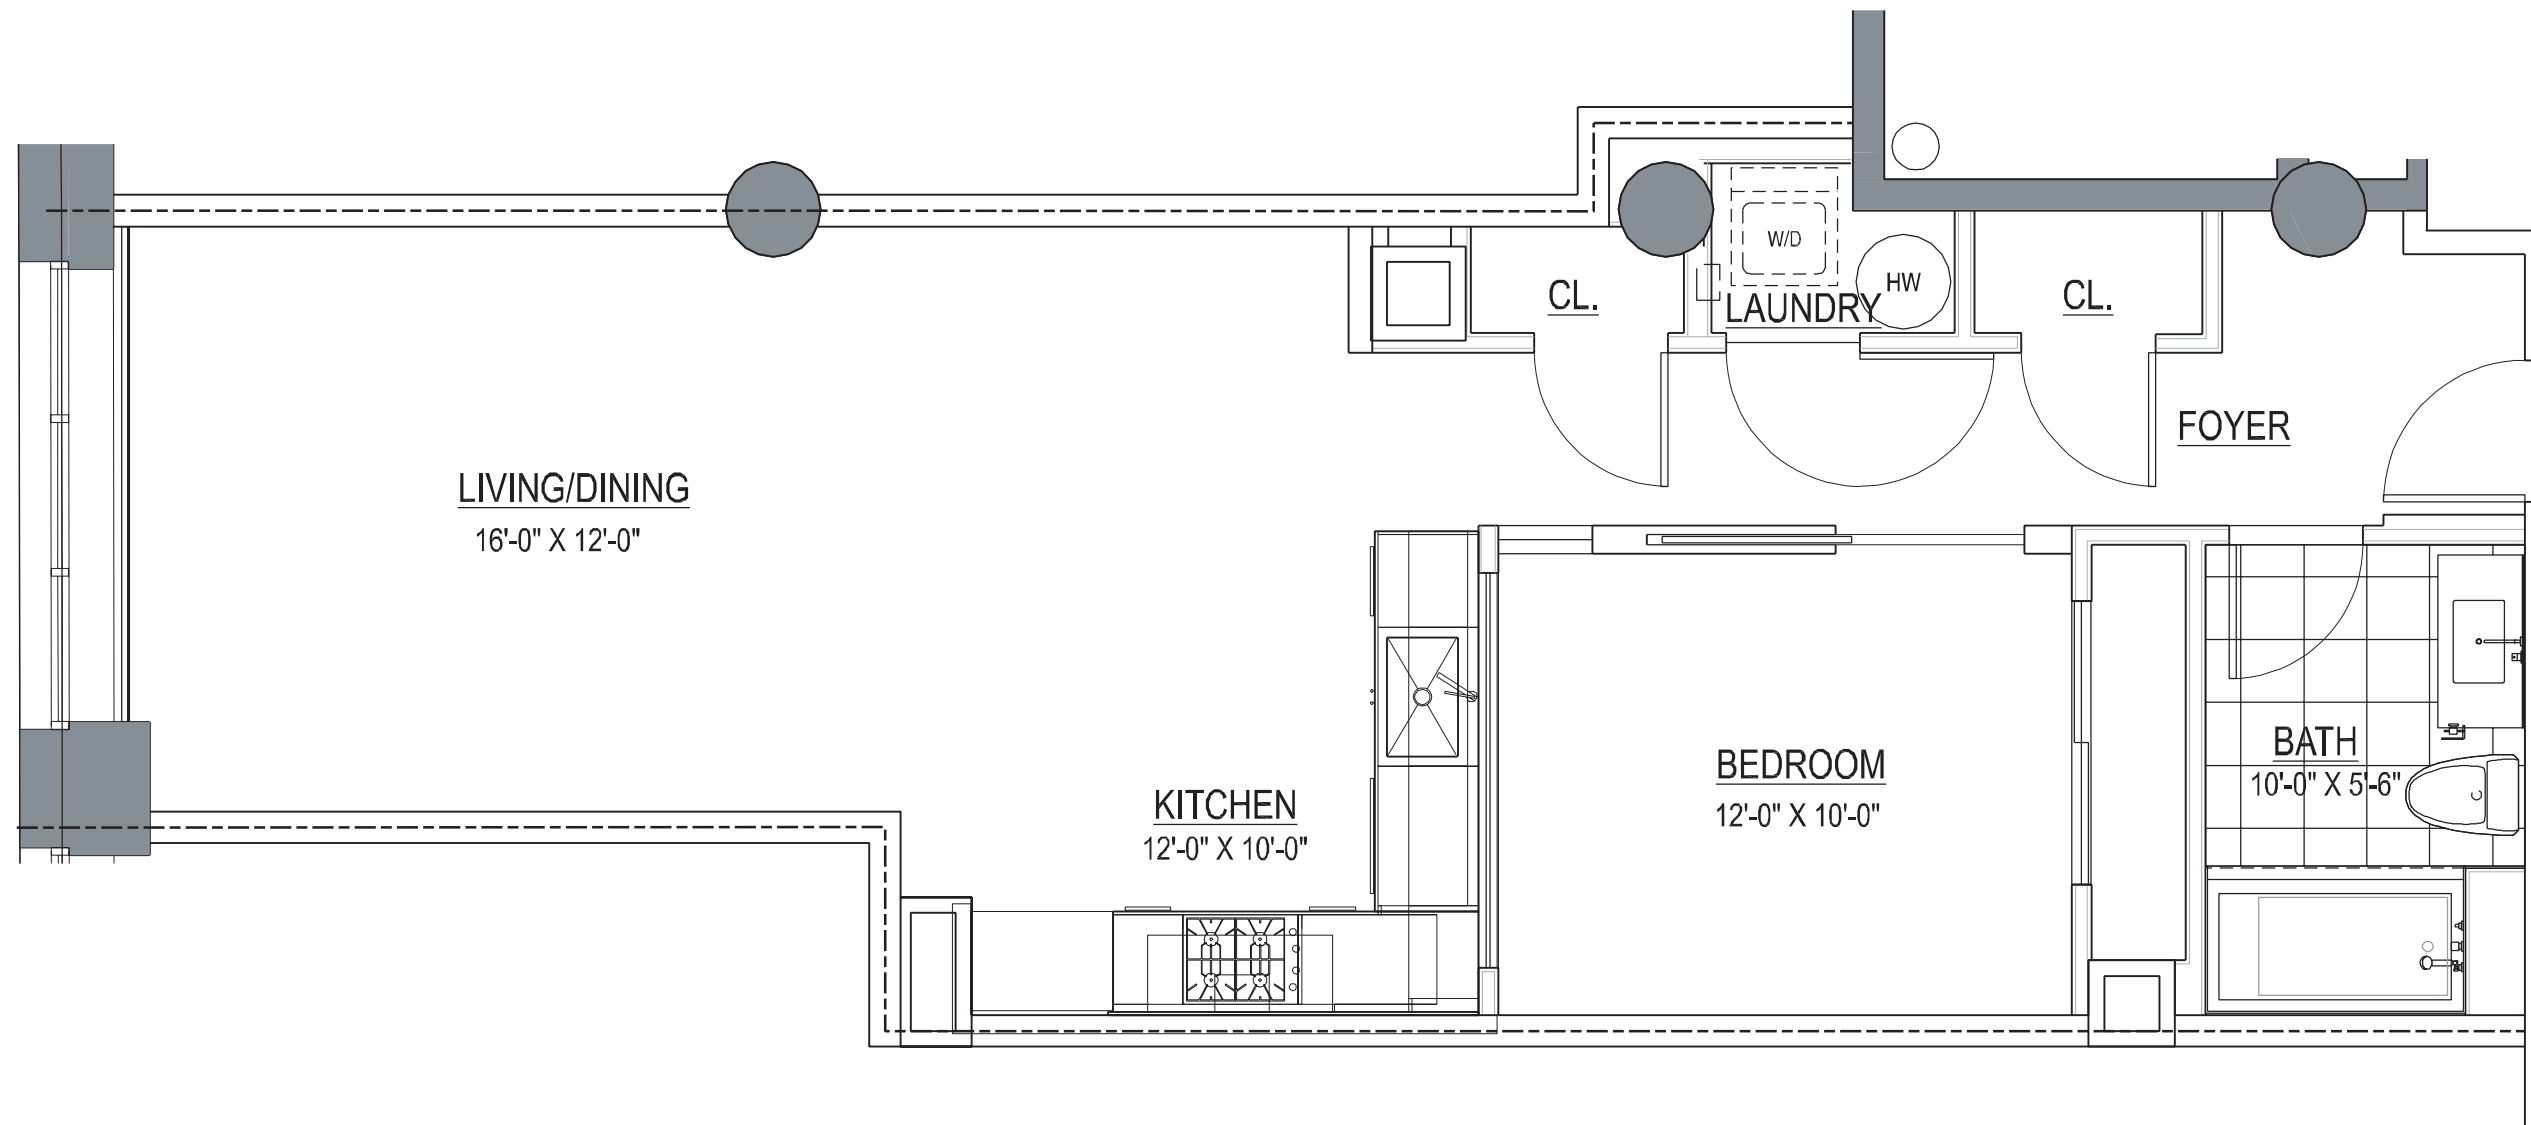 W/D
HW
CL.
LAUNDRY
CL.
FOYER
LIVING/DINING
16'-0" X 12'-0"
BEDROOM
12'-0" X 10'-0"
BATH
10'-0" X 5'-6"
KITCHEN
12'-0" X 10'-0"